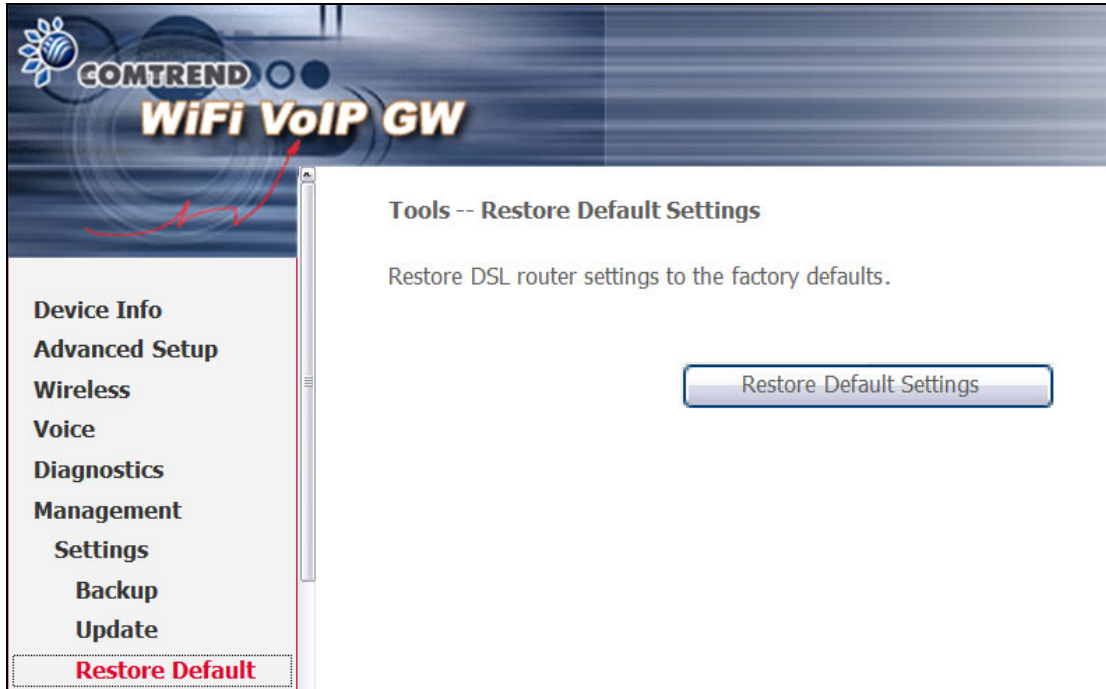 COMTREND
WiFi VoIP GW
Tools -- Restore Default Settings
Restore DSL router settings to the factory defaults.
Restore Default Settings
Device Info
Advanced Setup
Wireless
Voice
Diagnostics
Management
Settings
Backup
Update
Restore Default